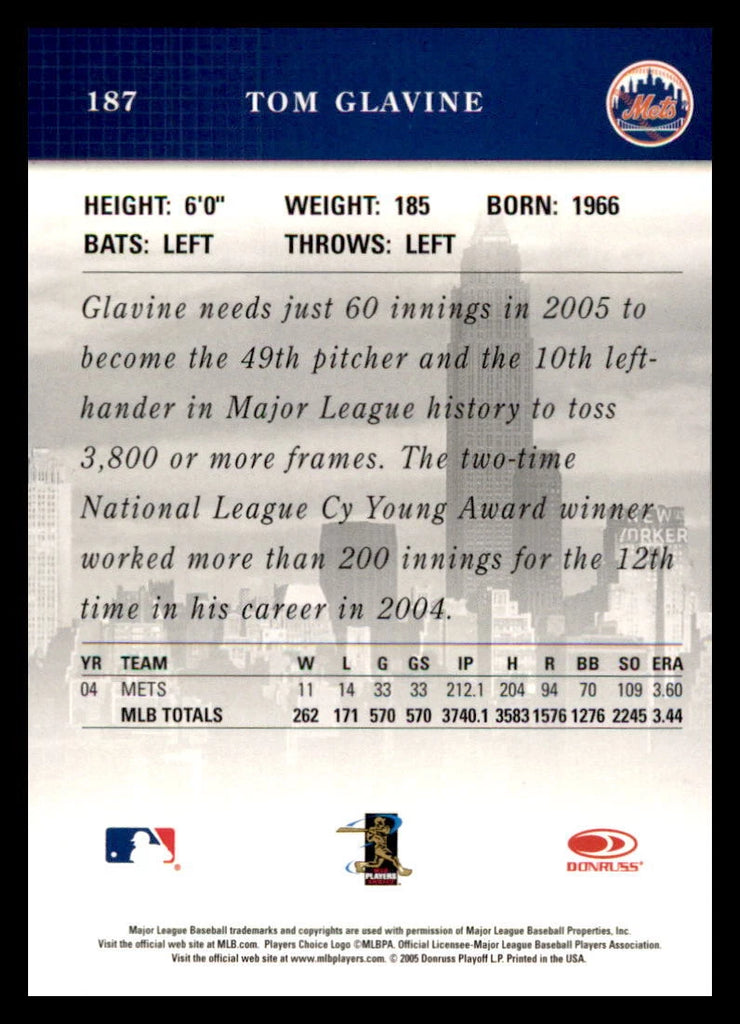 187 TOM GLAVINE Mets
HEIGHT: 6'0" WEIGHT: 185 BORN: 1966
BATS: LEFT THROWS: LEFT
Glavine needs just 60 innings in 2005 to
become the 49th pitcher and the 10th left-
hander in Major League history to toss
3,800 or more frames. The two-time
National League Cy Young Award winner
NEW
YORKER
worked more than 200 innings for the 12th
time in his career in 2004.
YR TEAM W L G GS IP H R BB SO ERA
04 METS 11 14 33 33 212.1 204 94 70 109 3.60
MLB TOTALS 262 171 570 570 3740.1 3583 1576 1276 2245 3.44
PLAYERS
DONRUSS
Major League Baseball trademarks and copyrights are used with permission of Major League Baseball Properties, Inc.
Visit the official web site at MLB.com. Players Choice Logo ©MLBPA. Official Licensee-Major League Baseball Players Association.
Visit the official web site at www.mlbplayers.com. © 2005 Donruss Playoff L.P. Printed in the USA.